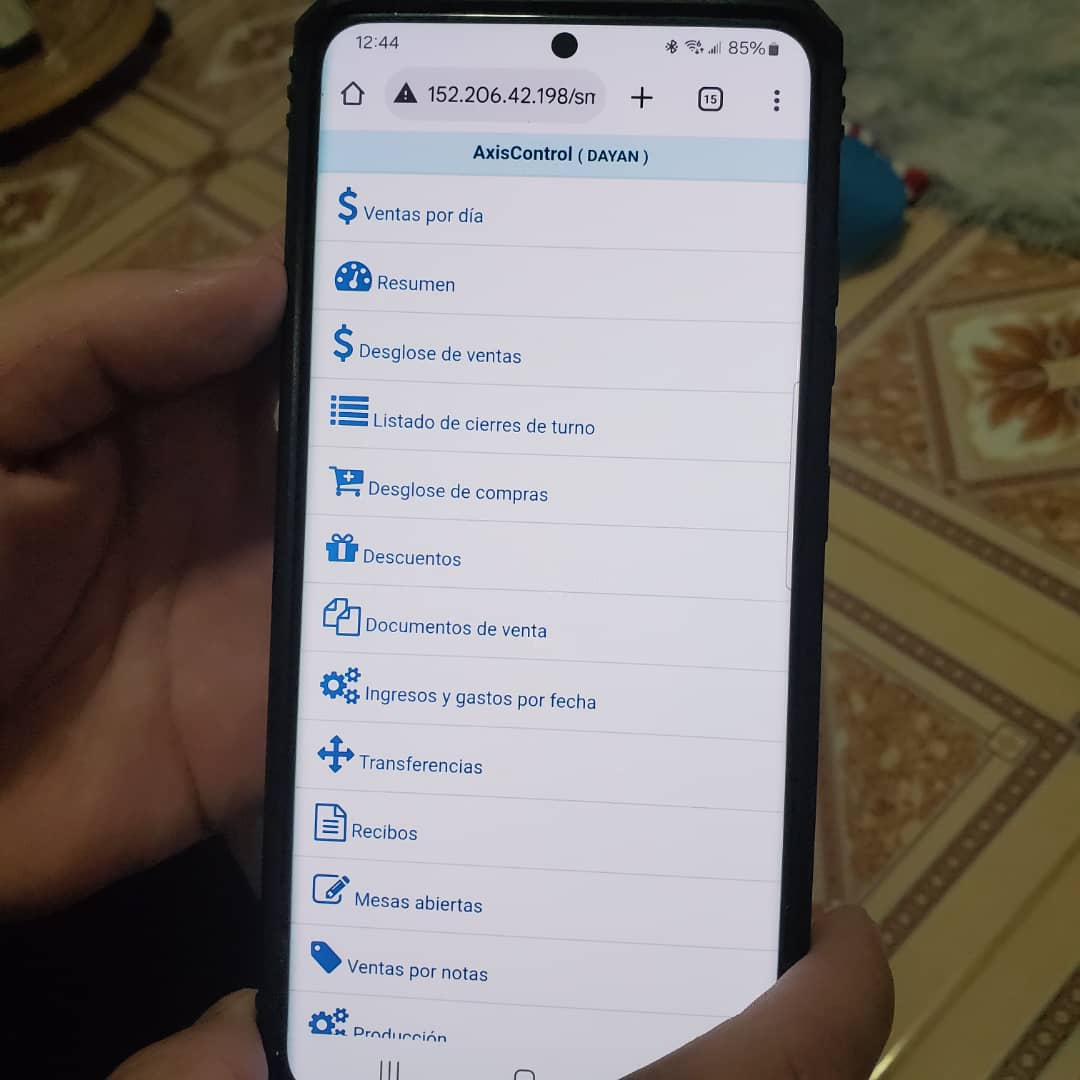 12:44
85%
152.206.42.198/sm
15
AxisControl ( DAYAN )
Ventas por día
Resumen
Desglose de ventas
Listado de cierres de turno
Desglose de compras
Descuentos
Documentos de venta
Ingresos y gastos por fecha
Transferencias
Recibos
Mesas abiertas
Ventas por notas
Producción